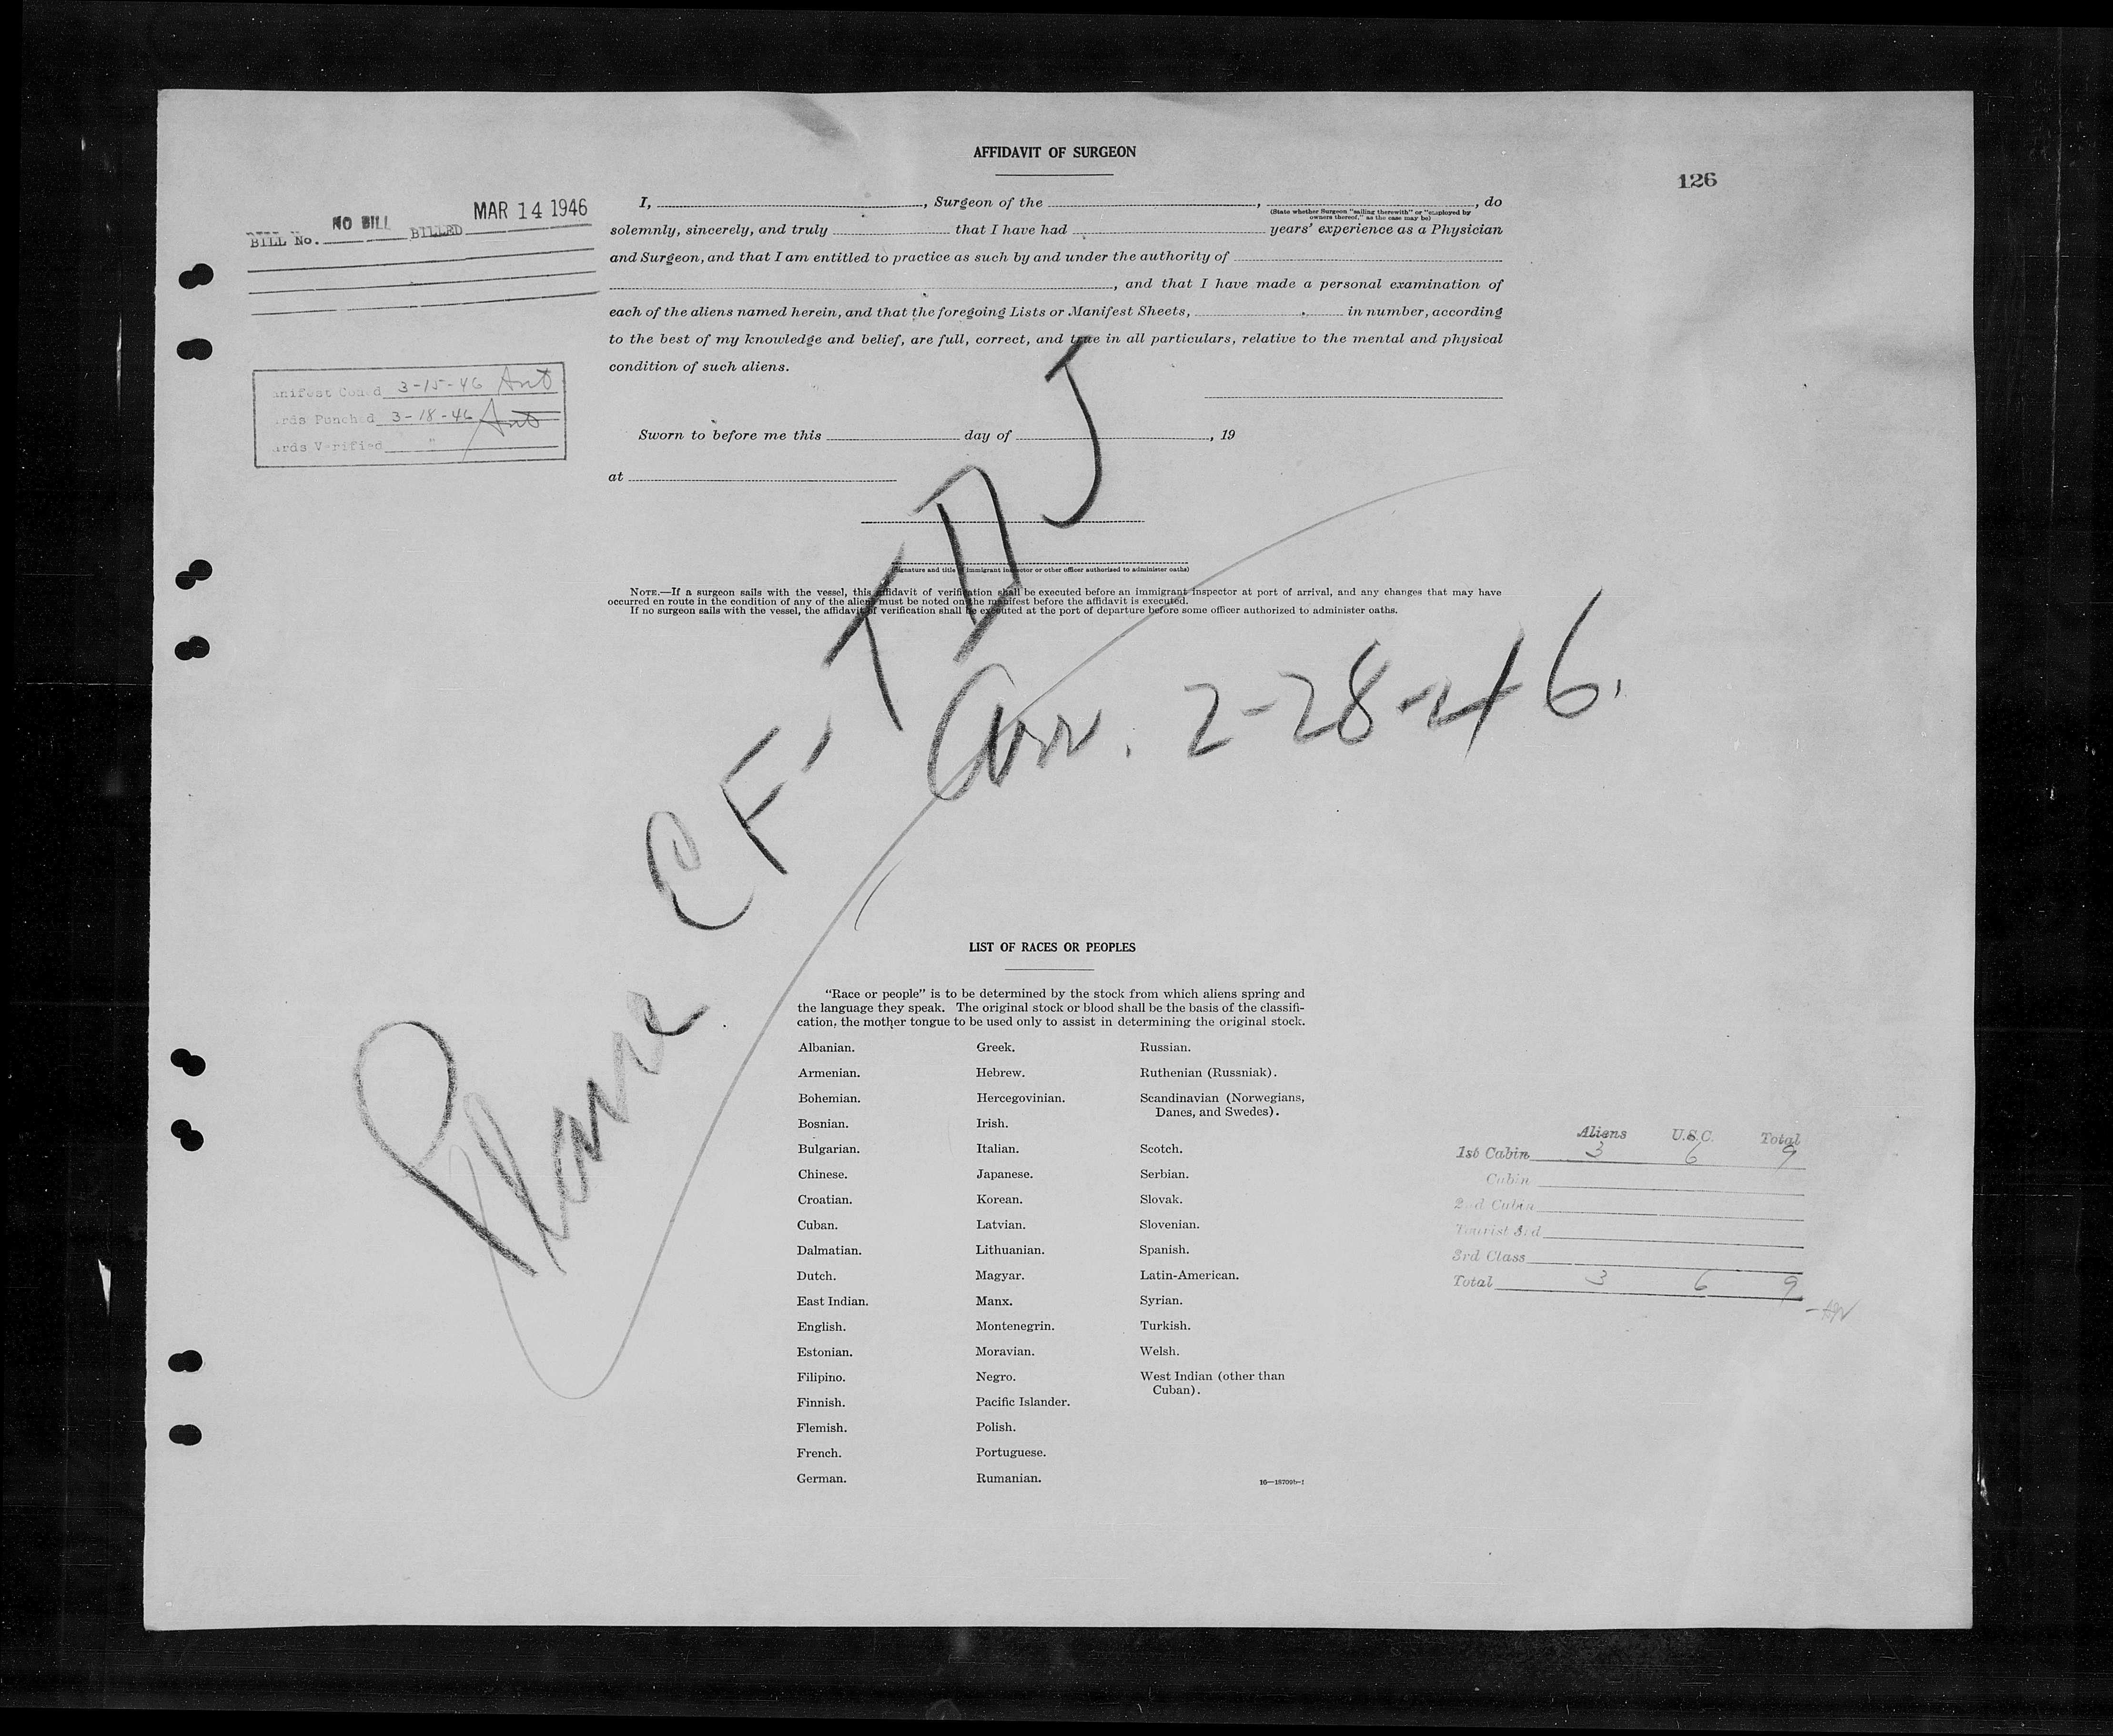 AFFIDAVIT OF SURGEON
126
NO BILL
MAR 14 1946
BILL No. BILLED
I, , Surgeon of the , , do
(State whether Surgeon "sailing therewith" or "employed by
owners thereof," as the case may be)
solemnly, sincerely, and truly that I have had years' experience as a Physician
and Surgeon, and that I am entitled to practice as such by and under the authority of
, and that I have made a personal examination of
each of the aliens named herein, and that the foregoing Lists or Manifest Sheets, in number, according
to the best of my knowledge and belief, are full, correct, and true in all particulars, relative to the mental and physical
condition of such aliens.
anifest Coded 3-15-46
ards Punched 3-18-46
ards Verified "
Sworn to before me this day of , 19
at
(Signature and title of immigrant inspector or other officer authorized to administer oaths)
NOTE.—If a surgeon sails with the vessel, this affidavit of verification shall be executed before an immigrant inspector at port of arrival, and any changes that may have
occurred en route in the condition of any of the aliens must be noted on the manifest before the affidavit is executed.
If no surgeon sails with the vessel, the affidavit of verification shall be executed at the port of departure before some officer authorized to administer oaths.
Plane CF-TDJ
Arr. 2-28-46.
LIST OF RACES OR PEOPLES
"Race or people" is to be determined by the stock from which aliens spring and
the language they speak. The original stock or blood shall be the basis of the classifi-
cation, the mother tongue to be used only to assist in determining the original stock.
Albanian.
Armenian.
Bohemian.
Bosnian.
Bulgarian.
Chinese.
Croatian.
Cuban.
Dalmatian.
Dutch.
East Indian.
English.
Estonian.
Filipino.
Finnish.
Flemish.
French.
German.
Greek.
Hebrew.
Hercegovinian.
Irish.
Italian.
Japanese.
Korean.
Latvian.
Lithuanian.
Magyar.
Manx.
Montenegrin.
Moravian.
Negro.
Pacific Islander.
Polish.
Portuguese.
Rumanian.
Russian.
Ruthenian (Russniak).
Scandinavian (Norwegians,
Danes, and Swedes).
Scotch.
Serbian.
Slovak.
Slovenian.
Spanish.
Latin-American.
Syrian.
Turkish.
Welsh.
West Indian (other than
Cuban).
16—18709b-1
Aliens U.S.C. Total
1st Cabin 3 6 9
Cabin
2nd Cabin
Tourist 3rd
3rd Class
Total 3 6 9